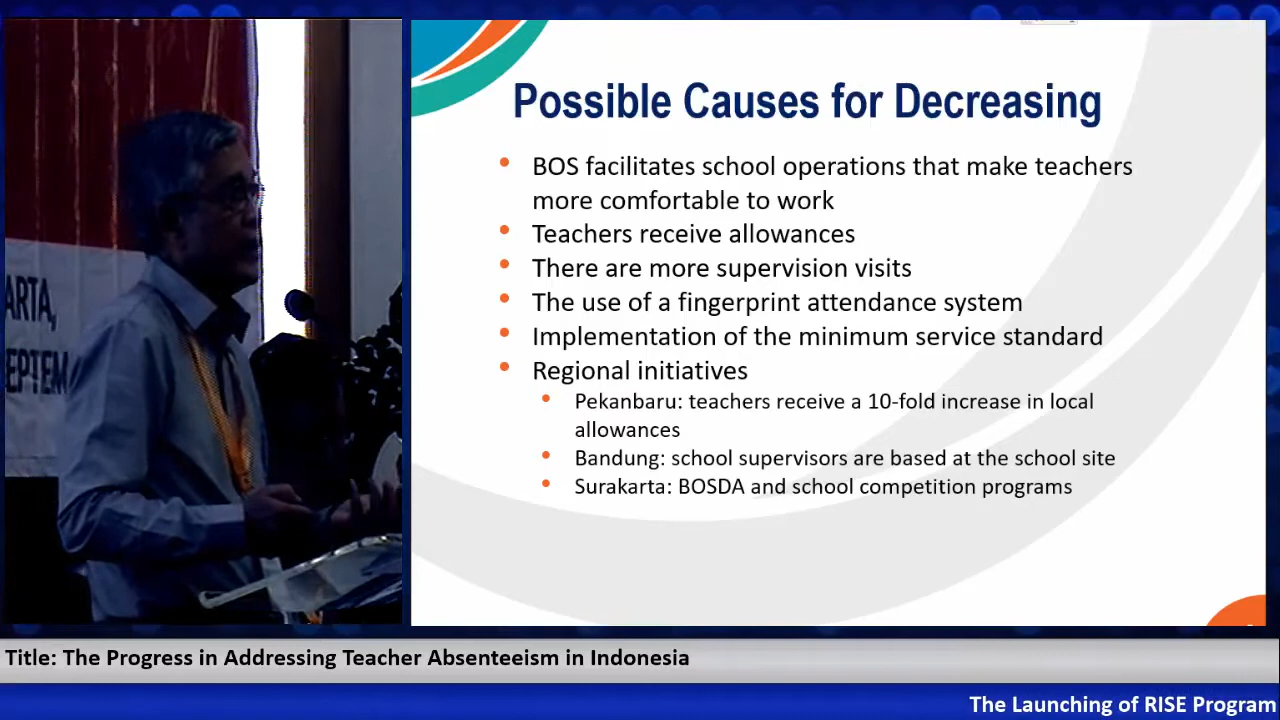 Possible Causes for Decreasing
• BOS facilitates school operations that make teachers
more comfortable to work
• Teachers receive allowances
• There are more supervision visits
• The use of a fingerprint attendance system
• Implementation of the minimum service standard
• Regional initiatives
• Pekanbaru: teachers receive a 10-fold increase in local
allowances
• Bandung: school supervisors are based at the school site
• Surakarta: BOSDA and school competition programs
ARTA,
EPTEM
Title: The Progress in Addressing Teacher Absenteeism in Indonesia
The Launching of RISE Program